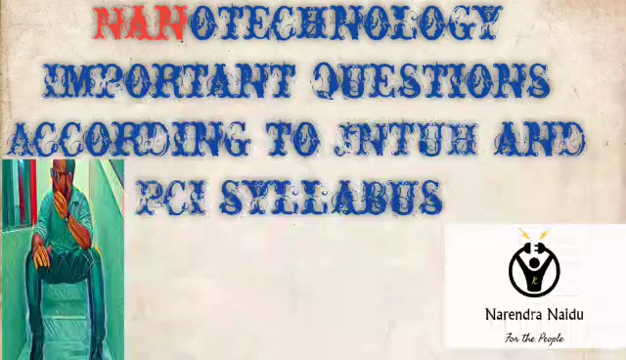 NANOTECHNOLOGY
IMPORTANT QUESTIONS
ACCORDING TO JNTUH AND
PCI SYLLABUS
K
Narendra Naidu
For the People